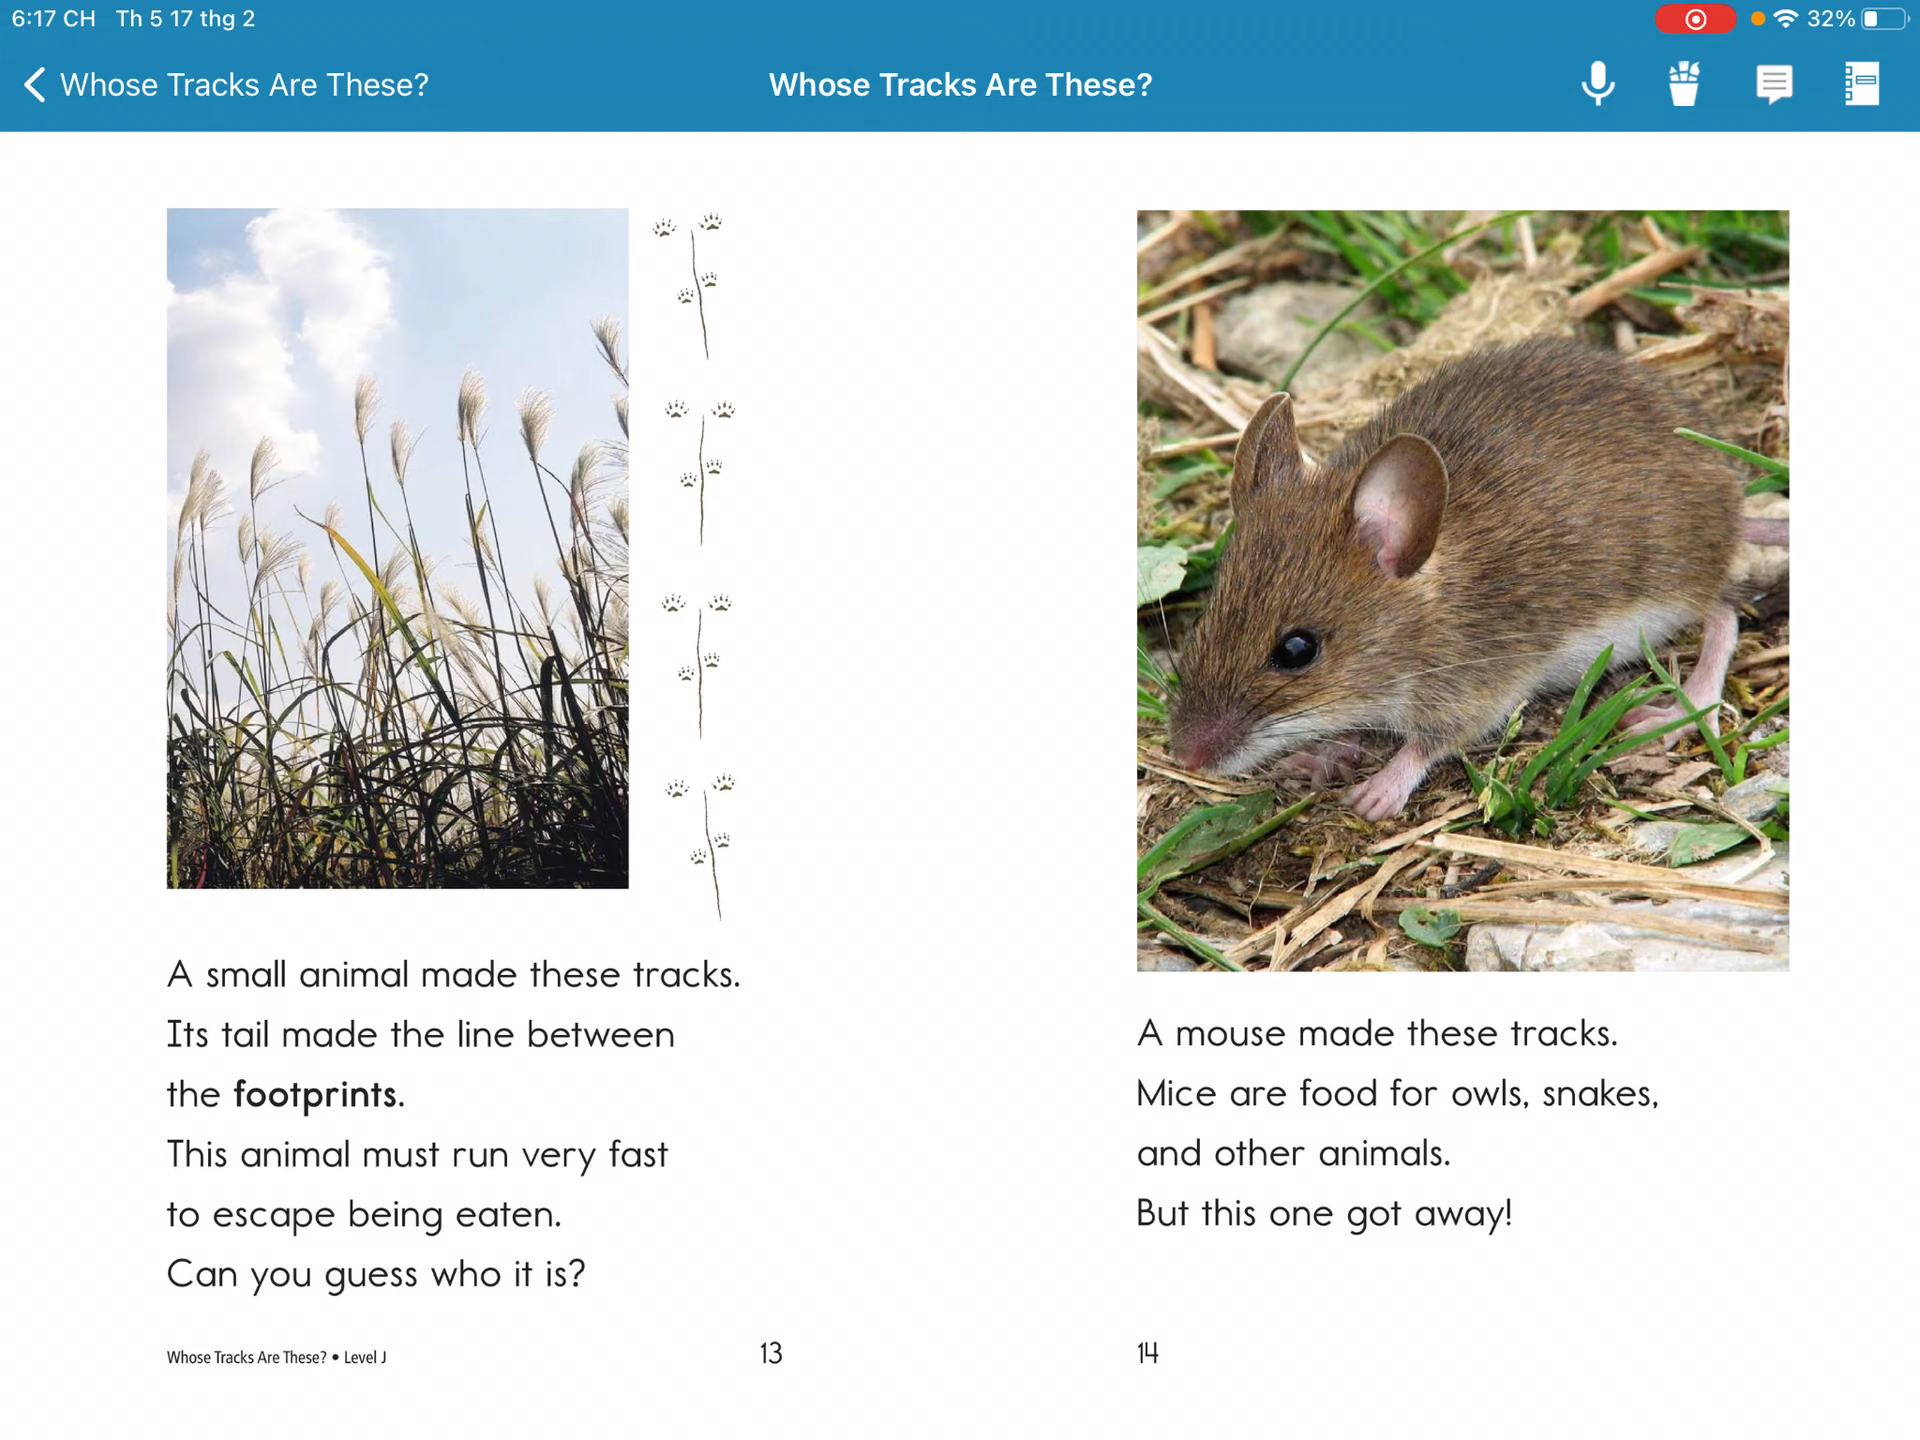 6:17 CH Th 5 17 thg 2
32%
Whose Tracks Are These?
Whose Tracks Are These?
A small animal made these tracks.
Its tail made the line between
the footprints.
This animal must run very fast
to escape being eaten.
Can you guess who it is?
Whose Tracks Are These? • Level J
13
A mouse made these tracks.
Mice are food for owls, snakes,
and other animals.
But this one got away!
14